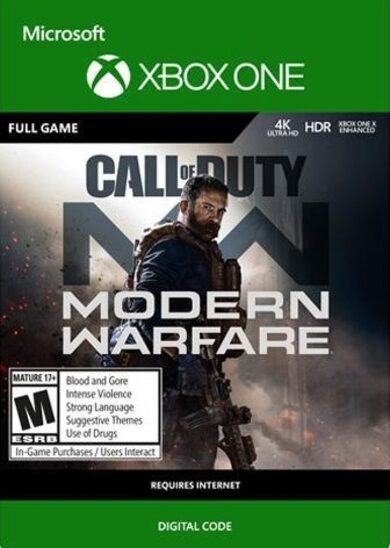 Microsoft
XBOX ONE
FULL GAME
4K
ULTRA HD
HDR
XBOX ONE X
ENHANCED
CALL OF DUTY
MW
MODERN
WARFARE
MATURE 17+
M
ESRB
Blood and Gore
Intense Violence
Strong Language
Suggestive Themes
Use of Drugs
In-Game Purchases / Users Interact
REQUIRES INTERNET
DIGITAL CODE